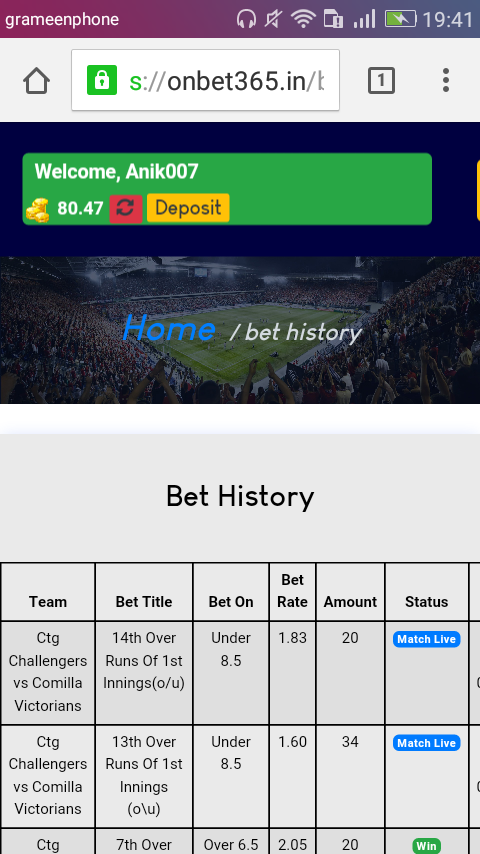 grameenphone 19:41
s://onbet365.in/b
1
Welcome, Anik007
80.47 Deposit
Home / bet history
Bet History
Team Bet Title Bet On Bet Rate Amount Status
Ctg Challengers vs Comilla Victorians 14th Over Runs Of 1st Innings(o/u) Under 8.5 1.83 20 Match Live
Ctg Challengers vs Comilla Victorians 13th Over Runs Of 1st Innings (o\u) Under 8.5 1.60 34 Match Live
Ctg 7th Over Over 6.5 2.05 20 Win